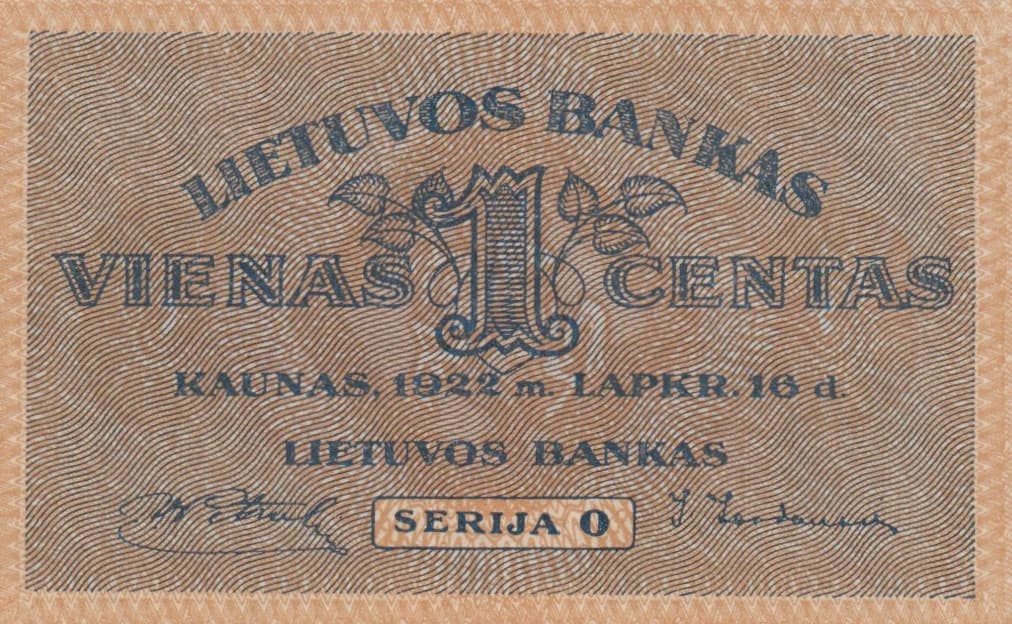 LIETUVOS BANKAS
VIENAS 1 CENTAS
KAUNAS, 1922 m. LAPKR. 16 d.
LIETUVOS BANKAS
SERIJA O